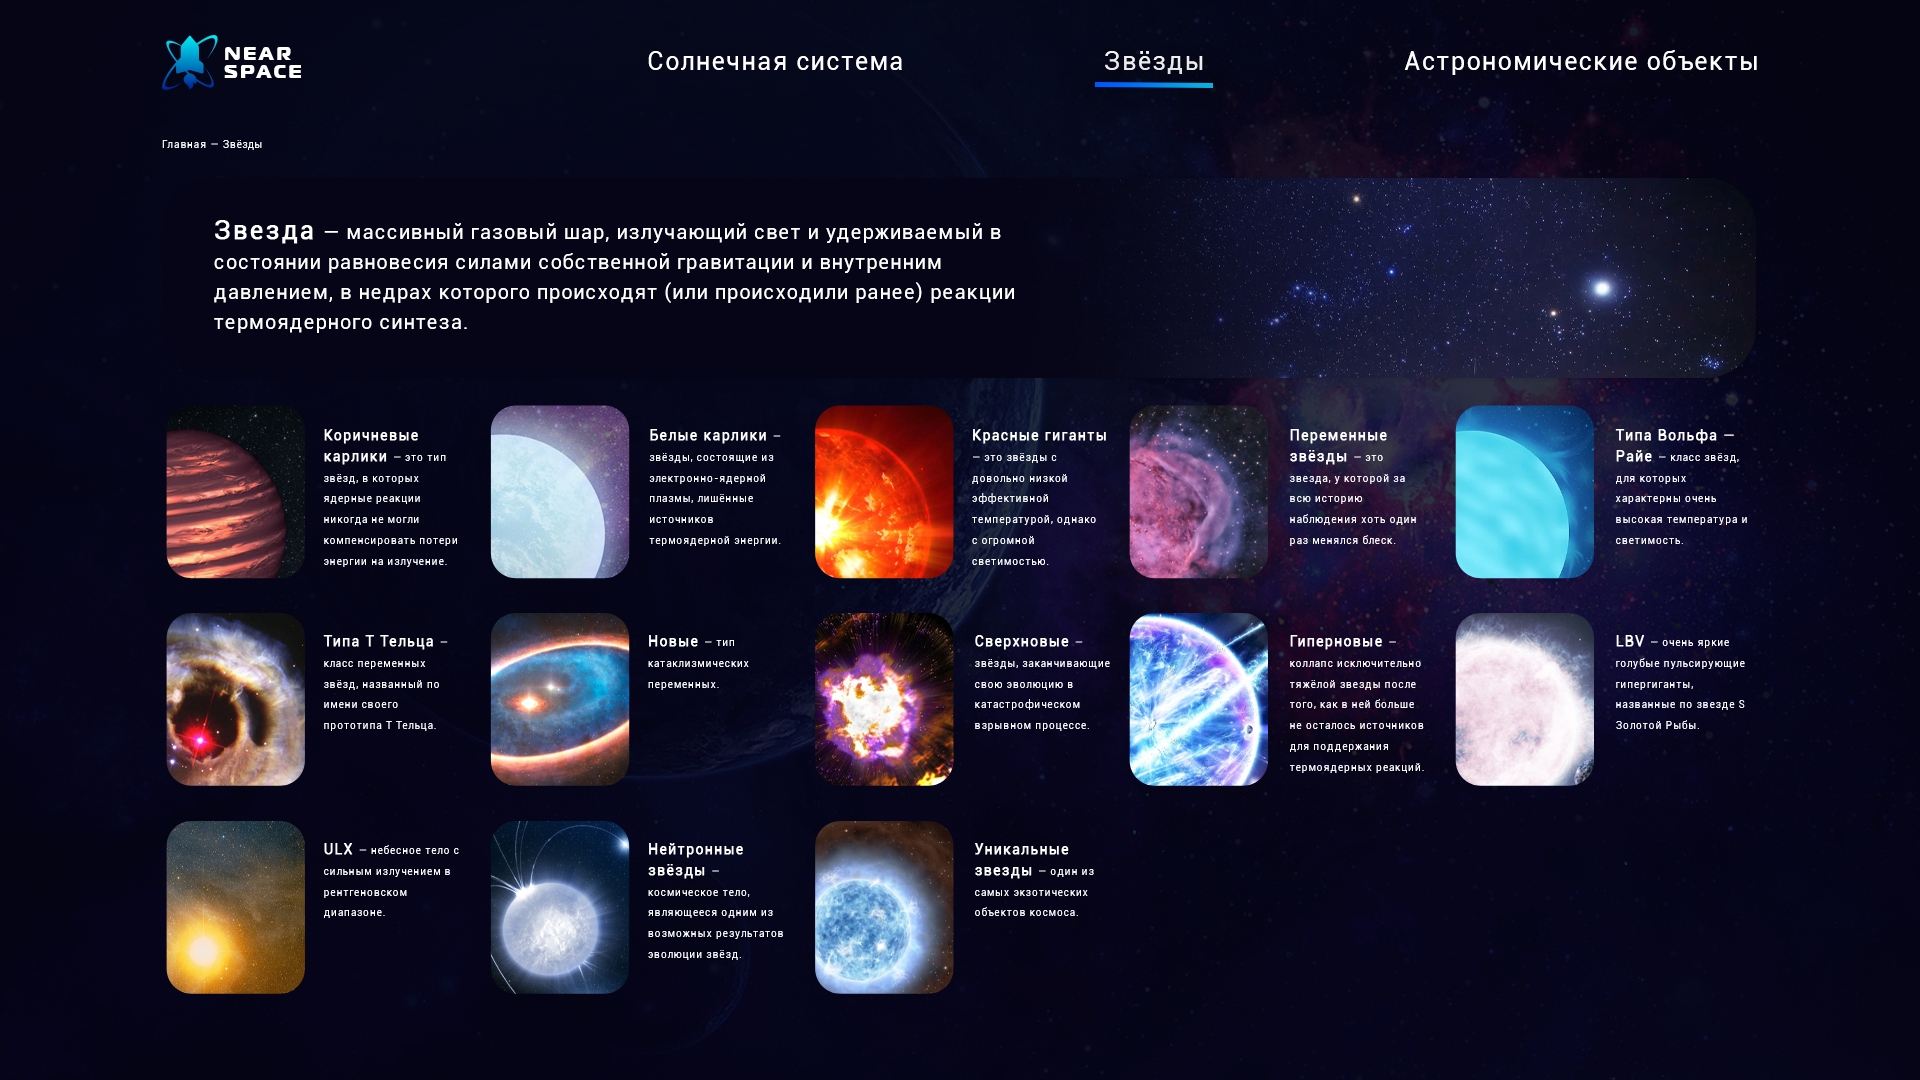 NEAR
SPACE
Солнечная система
Звёзды
Астрономические объекты
Главная — Звёзды
Звезда — массивный газовый шар, излучающий свет и удерживаемый в
состоянии равновесия силами собственной гравитации и внутренним
давлением, в недрах которого происходят (или происходили ранее) реакции
термоядерного синтеза.
Коричневые
карлики — это тип
звёзд, в которых
ядерные реакции
никогда не могли
компенсировать потери
энергии на излучение.
Белые карлики —
звёзды, состоящие из
электронно-ядерной
плазмы, лишённые
источников
термоядерной энергии.
Красные гиганты
— это звёзды с
довольно низкой
эффективной
температурой, однако
с огромной
светимостью.
Переменные
звёзды — это
звезда, у которой за
всю историю
наблюдения хоть один
раз менялся блеск.
Типа Вольфа —
Райе — класс звёзд,
для которых
характерны очень
высокая температура и
светимость.
Типа Т Тельца —
класс переменных
звёзд, названный по
имени своего
прототипа Т Тельца.
Новые — тип
катаклизмических
переменных.
Сверхновые —
звёзды, заканчивающие
свою эволюцию в
катастрофическом
взрывном процессе.
Гиперновые —
коллапс исключительно
тяжёлой звезды после
того, как в ней больше
не осталось источников
для поддержания
термоядерных реакций.
LBV — очень яркие
голубые пульсирующие
гипергиганты,
названные по звезде S
Золотой Рыбы.
ULX — небесное тело с
сильным излучением в
рентгеновском
диапазоне.
Нейтронные
звёзды —
космическое тело,
являющееся одним из
возможных результатов
эволюции звёзд.
Уникальные
звезды — один из
самых экзотических
объектов космоса.